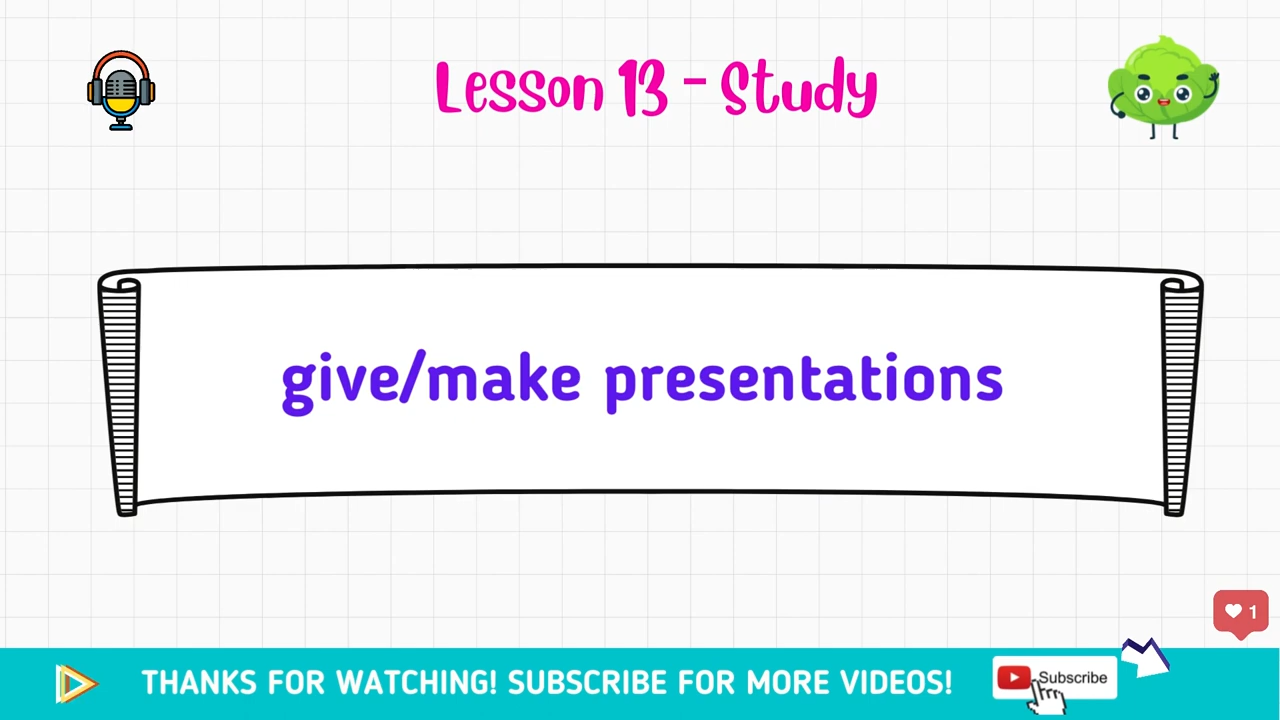 Lesson 13 - Study
give/make presentations
1
THANKS FOR WATCHING! SUBSCRIBE FOR MORE VIDEOS!
Subscribe